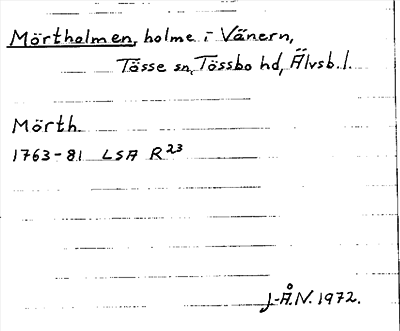 Mörtholmen, holme i Vänern,
Tösse sn, Tössbo hd, Älvsb. l.
Mörth.
1763-81 LSA R23
J-Å.N. 1972.